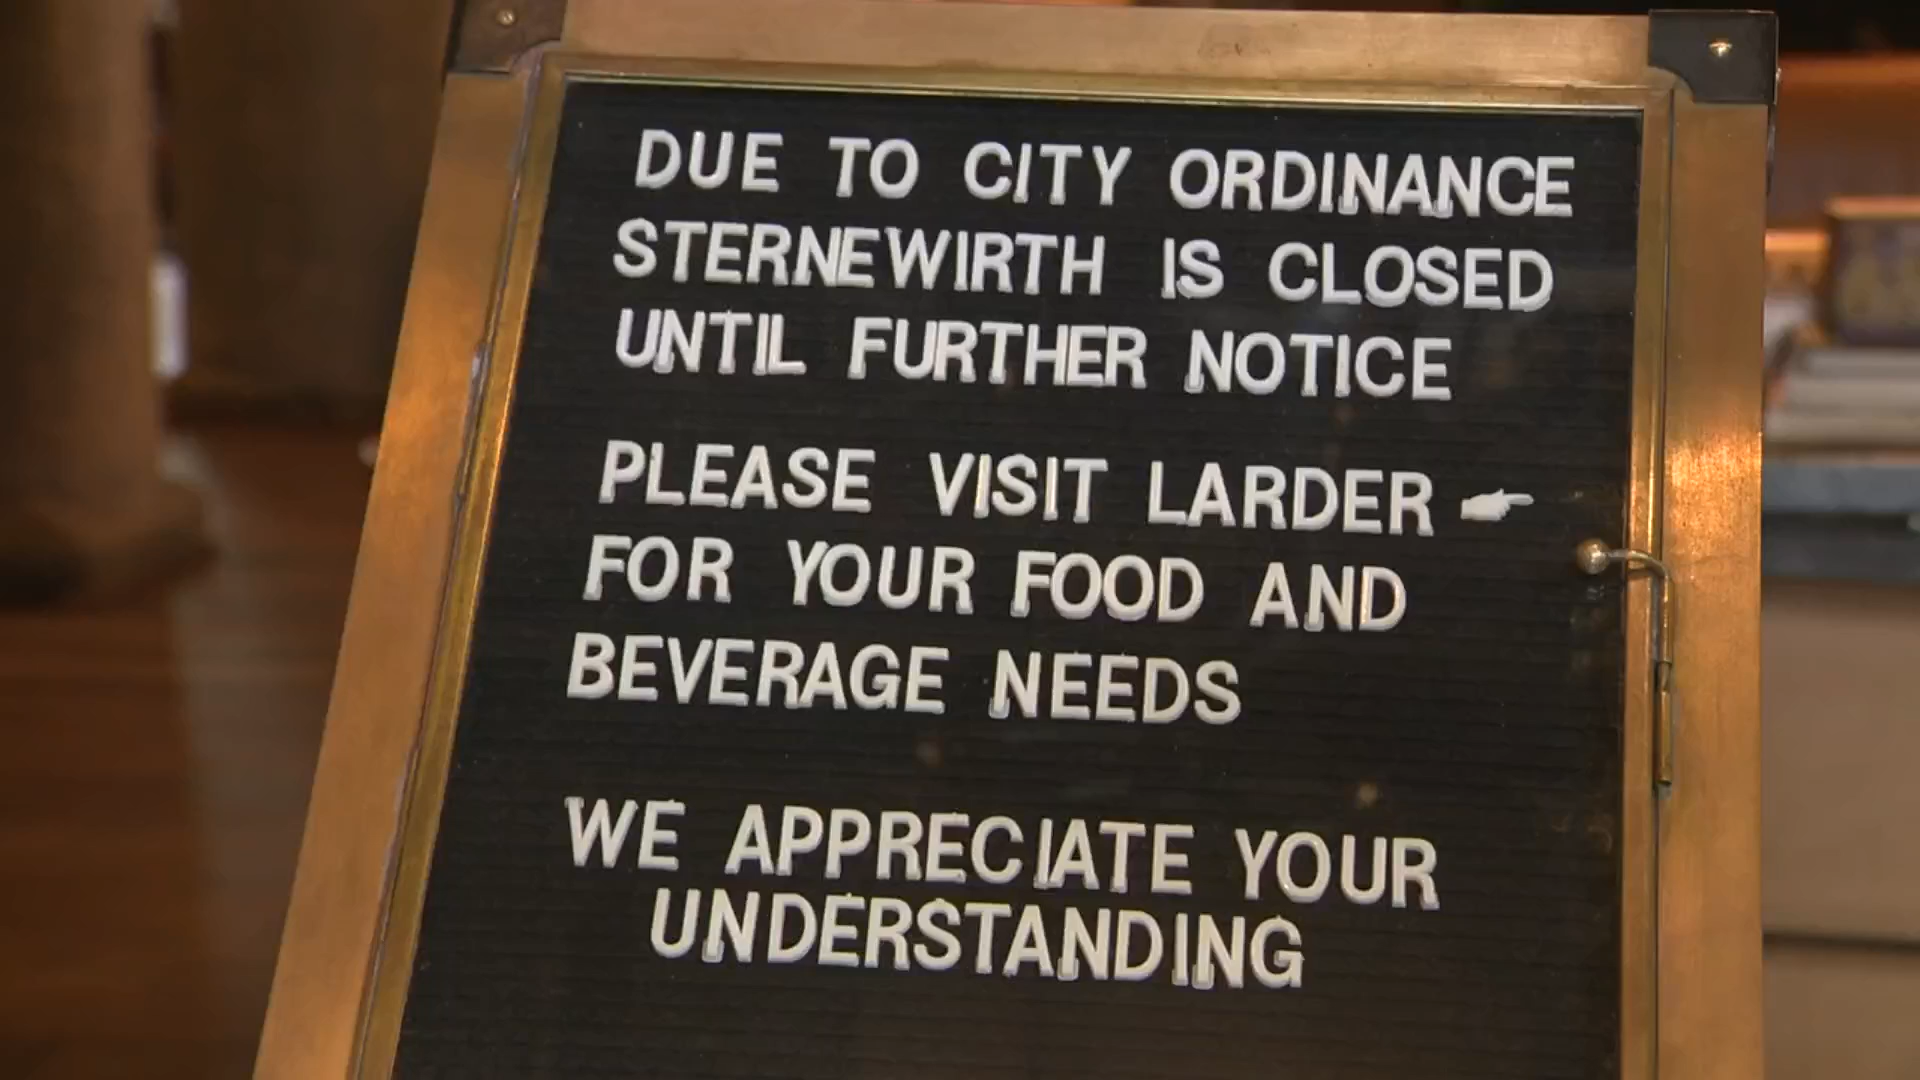 DUE TO CITY ORDINANCE
STERNEWIRTH IS CLOSED
UNTIL FURTHER NOTICE
PLEASE VISIT LARDER
FOR YOUR FOOD AND
BEVERAGE NEEDS
WE APPRECIATE YOUR
UNDERSTANDING